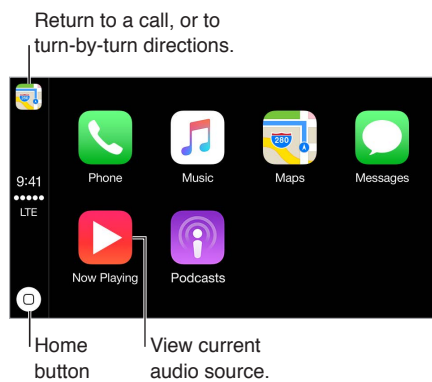 Return to a call, or to
turn-by-turn directions.
280
Phone
Music
Maps
Messages
9:41
LTE
Now Playing
Podcasts
Home
button
View current
audio source.